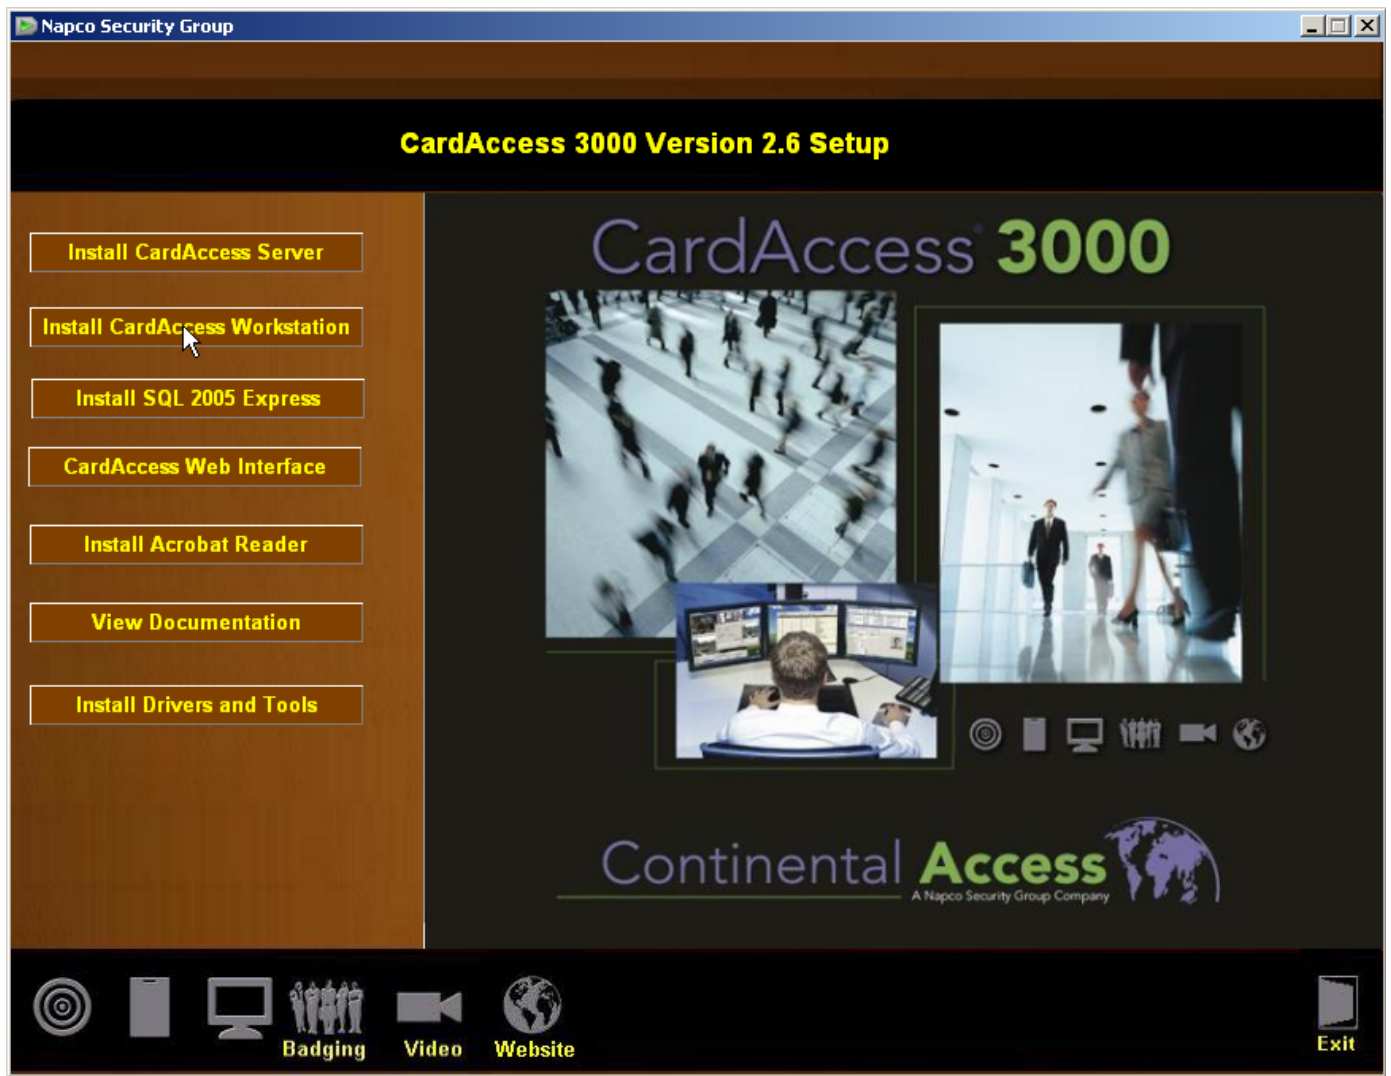 Napco Security Group
CardAccess 3000 Version 2.6 Setup
Install CardAccess Server
Install CardAccess Workstation
Install SQL 2005 Express
CardAccess Web Interface
Install Acrobat Reader
View Documentation
Install Drivers and Tools
CardAccess 3000
Continental Access
A Napco Security Group Company
Badging
Video
Website
Exit